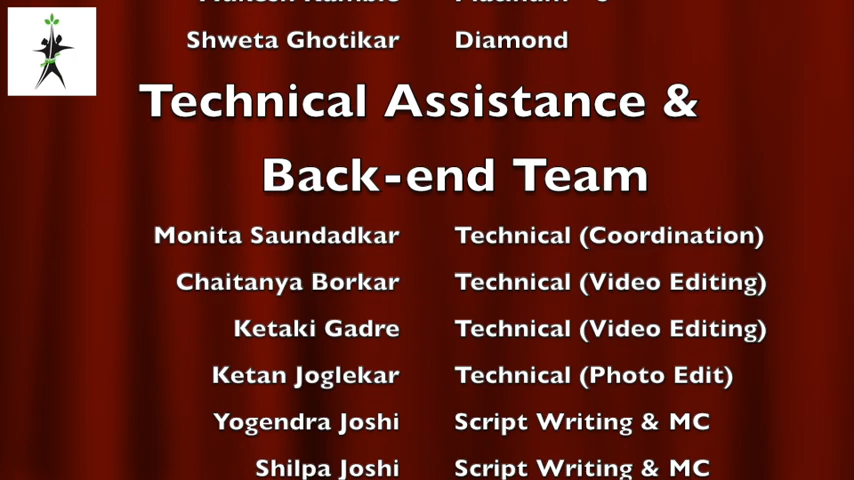 Shweta Ghotikar Diamond
Technical Assistance &
Back-end Team
Monita Saundadkar Technical (Coordination)
Chaitanya Borkar Technical (Video Editing)
Ketaki Gadre Technical (Video Editing)
Ketan Joglekar Technical (Photo Edit)
Yogendra Joshi Script Writing & MC
Shilpa Joshi Script Writing & MC